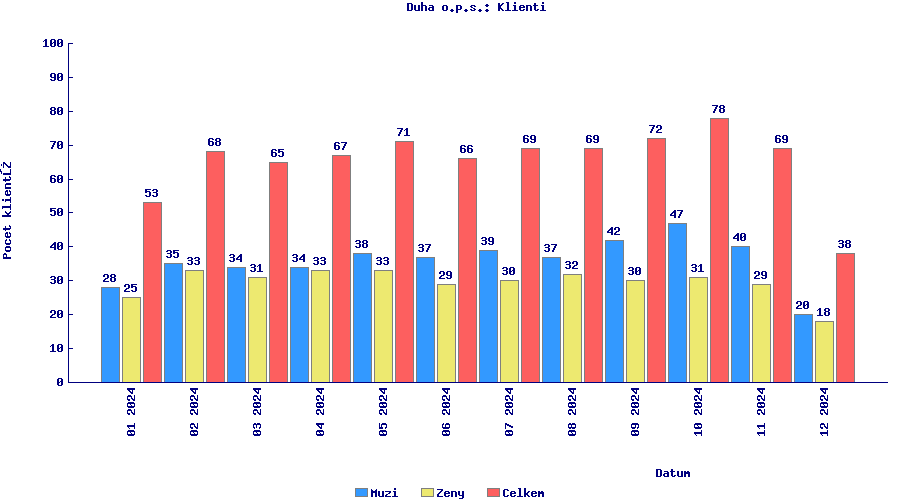 Duha o.p.s.: Klienti
Pocet klientĹŻ
100
90
80
70
60
50
40
30
20
10
0
28 25 53
35 33 68
34 31 65
34 33 67
38 33 71
37 29 66
39 30 69
37 32 69
42 30 72
47 31 78
40 29 69
20 18 38
01 2024
02 2024
03 2024
04 2024
05 2024
06 2024
07 2024
08 2024
09 2024
10 2024
11 2024
12 2024
Datum
Muzi Zeny Celkem